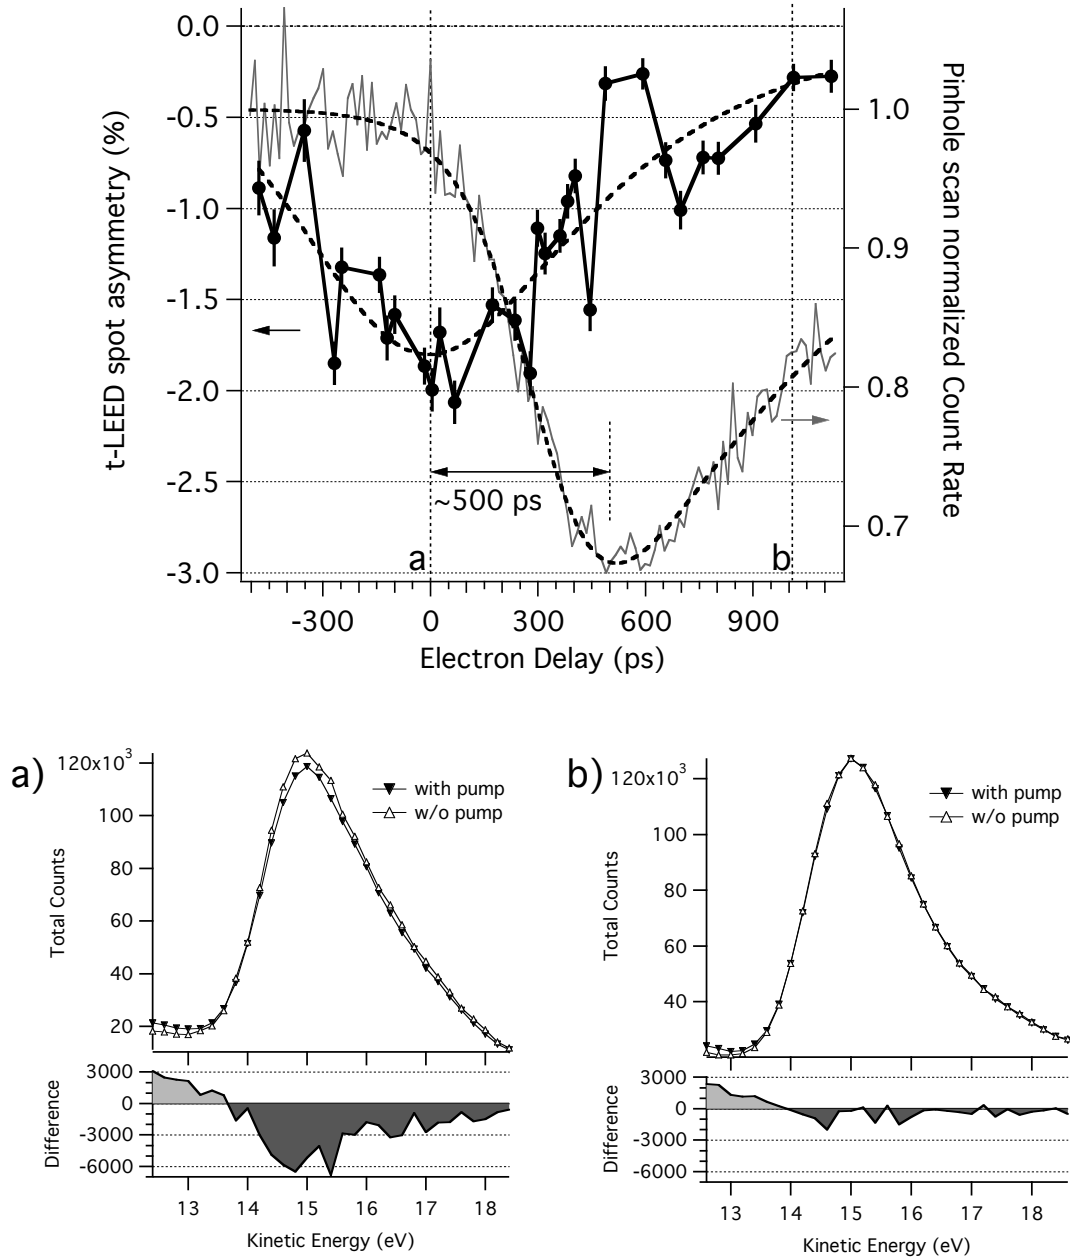 0.0
-0.5
-1.0
-1.5
-2.0
-2.5
-3.0
t-LEED spot asymmetry (%)
1.0
0.9
0.8
0.7
Pinhole scan normalized Count Rate
~500 ps
a
b
-300
0
300
600
900
Electron Delay (ps)
a)
120x10³
100
80
60
40
20
Total Counts
with pump
w/o pump
3000
0
-3000
-6000
Difference
13
14
15
16
17
18
Kinetic Energy (eV)
b)
120x10³
100
80
60
40
Total Counts
with pump
w/o pump
3000
0
-3000
-6000
Difference
13
14
15
16
17
18
Kinetic Energy (eV)